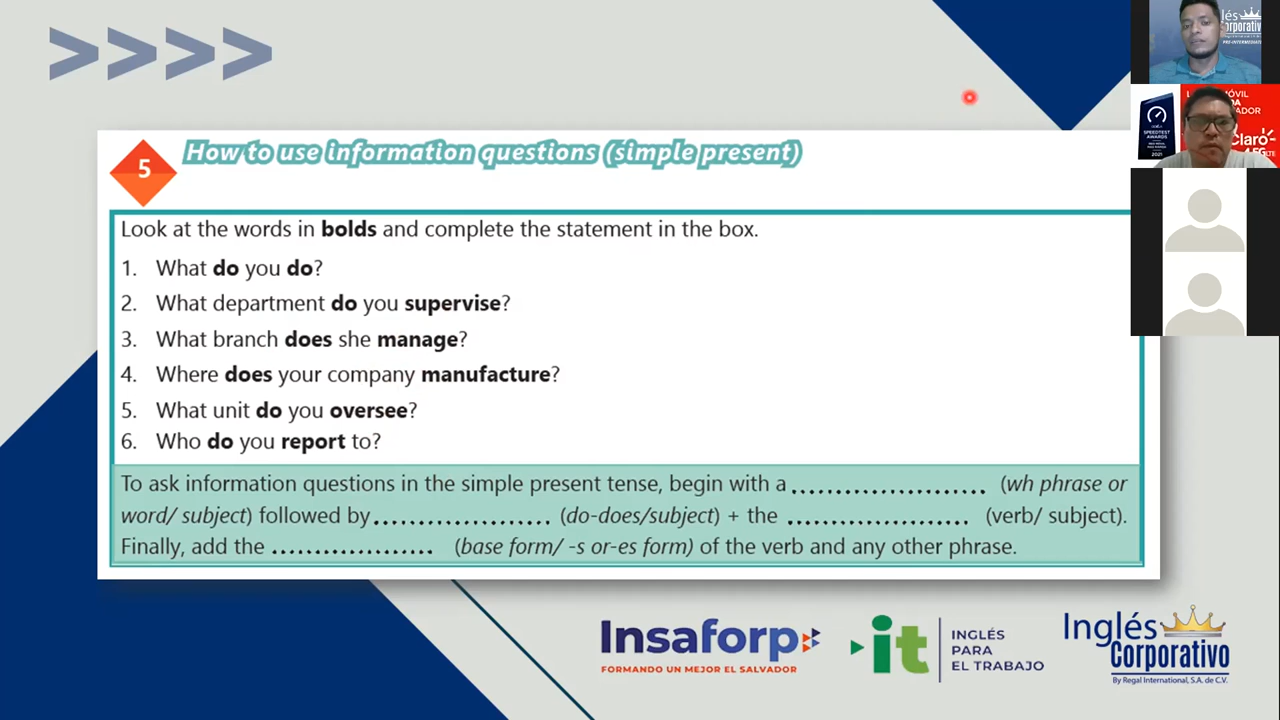 >>>>
5
How to use information questions (simple present)
Look at the words in bolds and complete the statement in the box.
1. What do you do?
2. What department do you supervise?
3. What branch does she manage?
4. Where does your company manufacture?
5. What unit do you oversee?
6. Who do you report to?
To ask information questions in the simple present tense, begin with a ...................... (wh phrase or
word/ subject) followed by.................... (do-does/subject) + the .................... (verb/ subject).
Finally, add the .................. (base form/ -s or-es form) of the verb and any other phrase.
Insaforp
FORMANDO UN MEJOR EL SALVADOR
it
INGLÉS
PARA
EL TRABAJO
Inglés
Corporativo
By Regal International, S.A. de C.V.
SPEEDTEST
AWARDS
2021
Claro